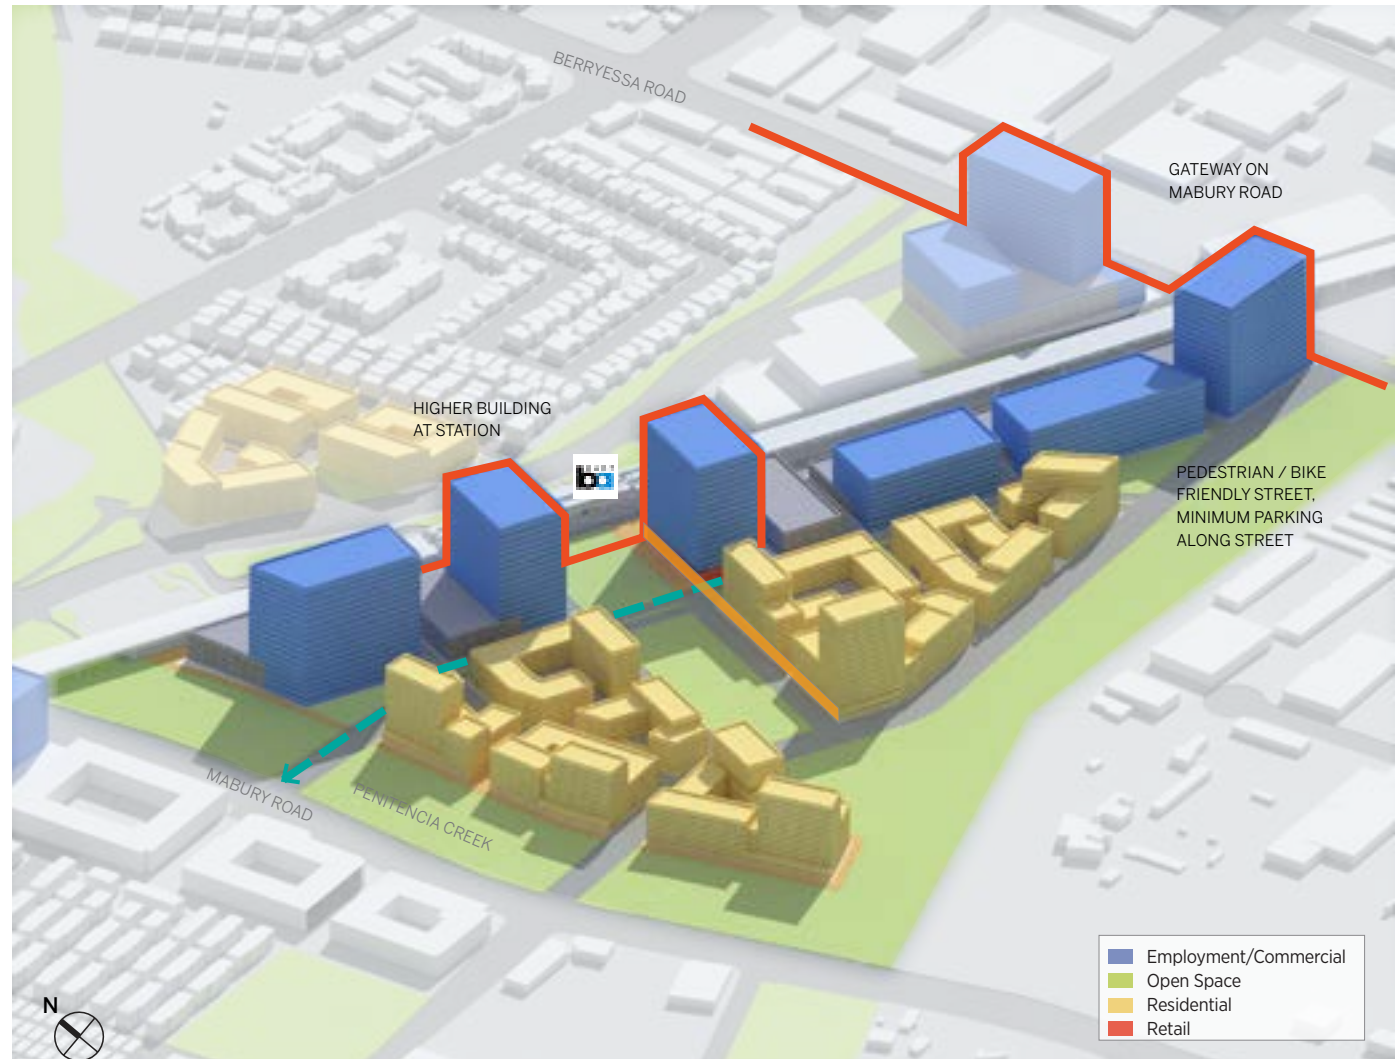 BERRYESSA ROAD
GATEWAY ON
MABURY ROAD
HIGHER BUILDING
AT STATION
ba
PEDESTRIAN / BIKE
FRIENDLY STREET,
MINIMUM PARKING
ALONG STREET
MABURY ROAD
PENITENCIA CREEK
Employment/Commercial
Open Space
Residential
Retail
N